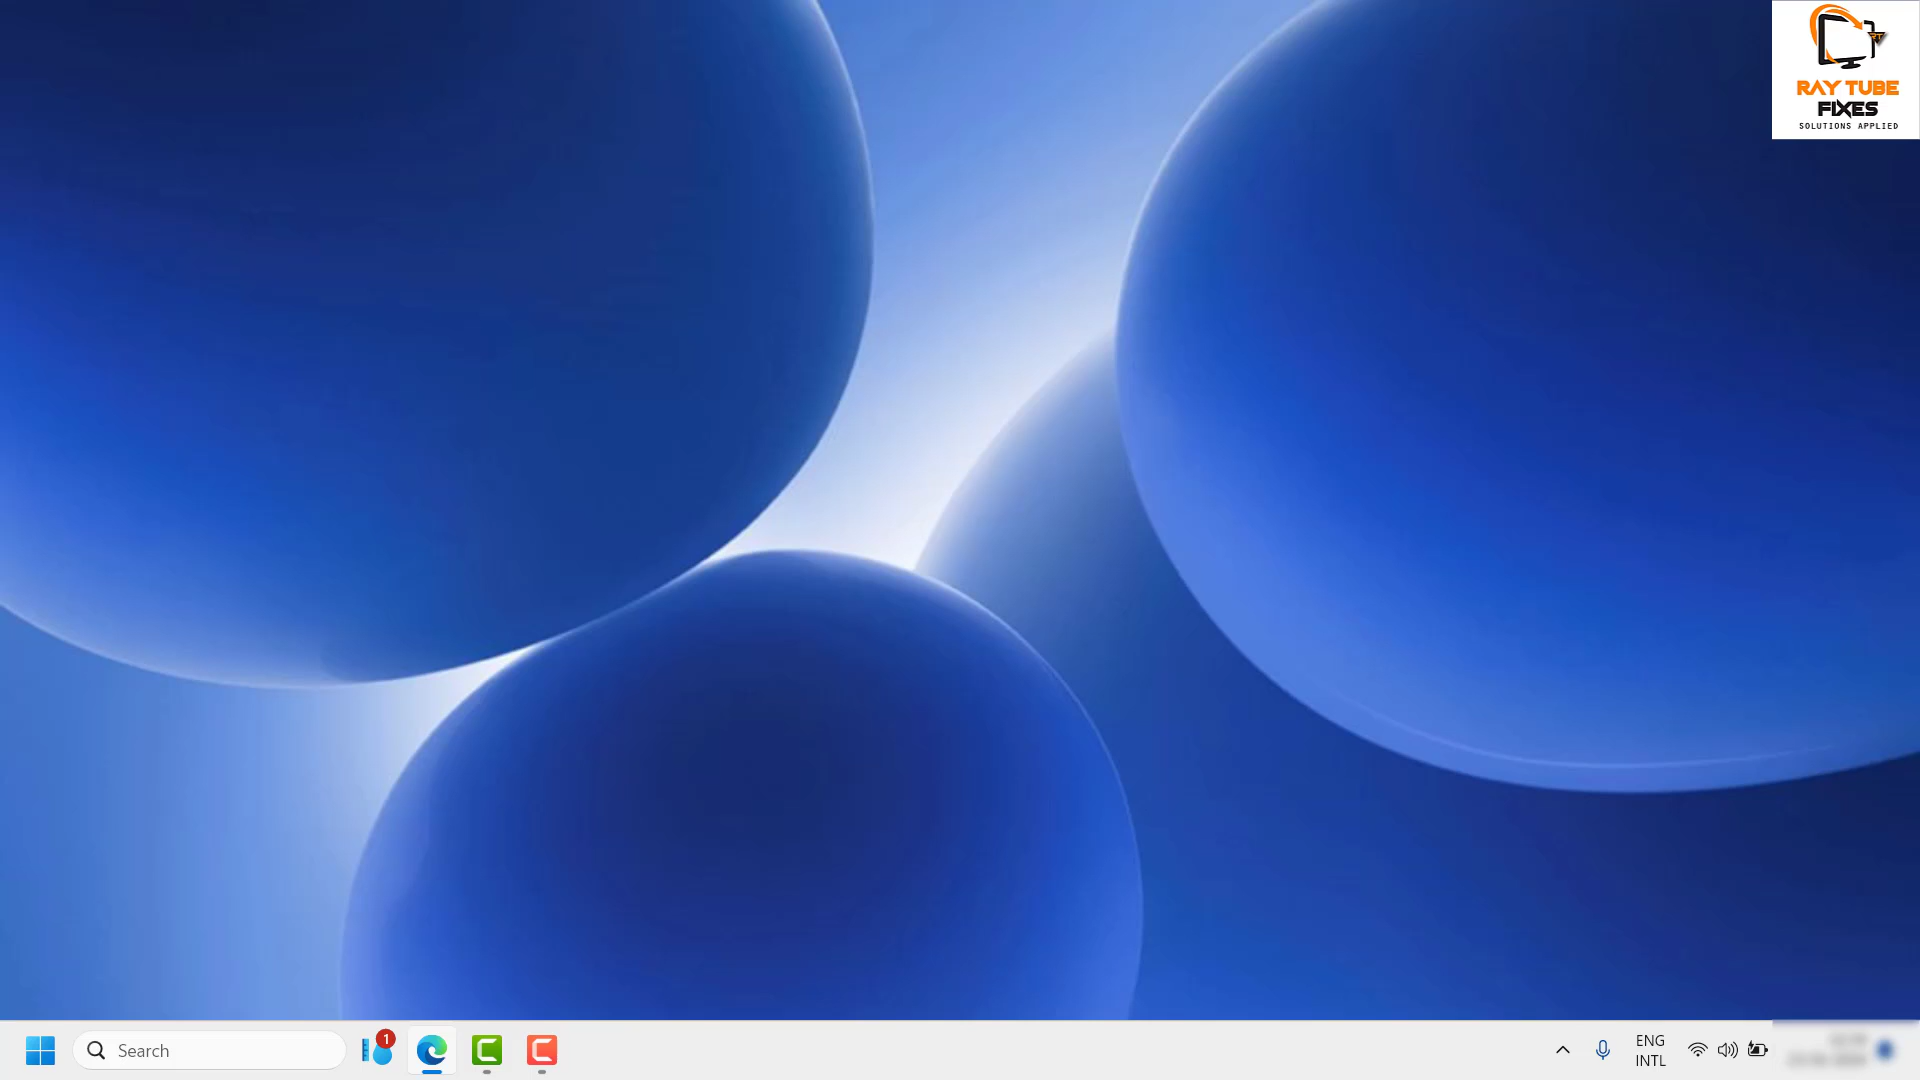 RAY TUBE
FIXES
SOLUTIONS APPLIED
Search
1
ENG
INTL